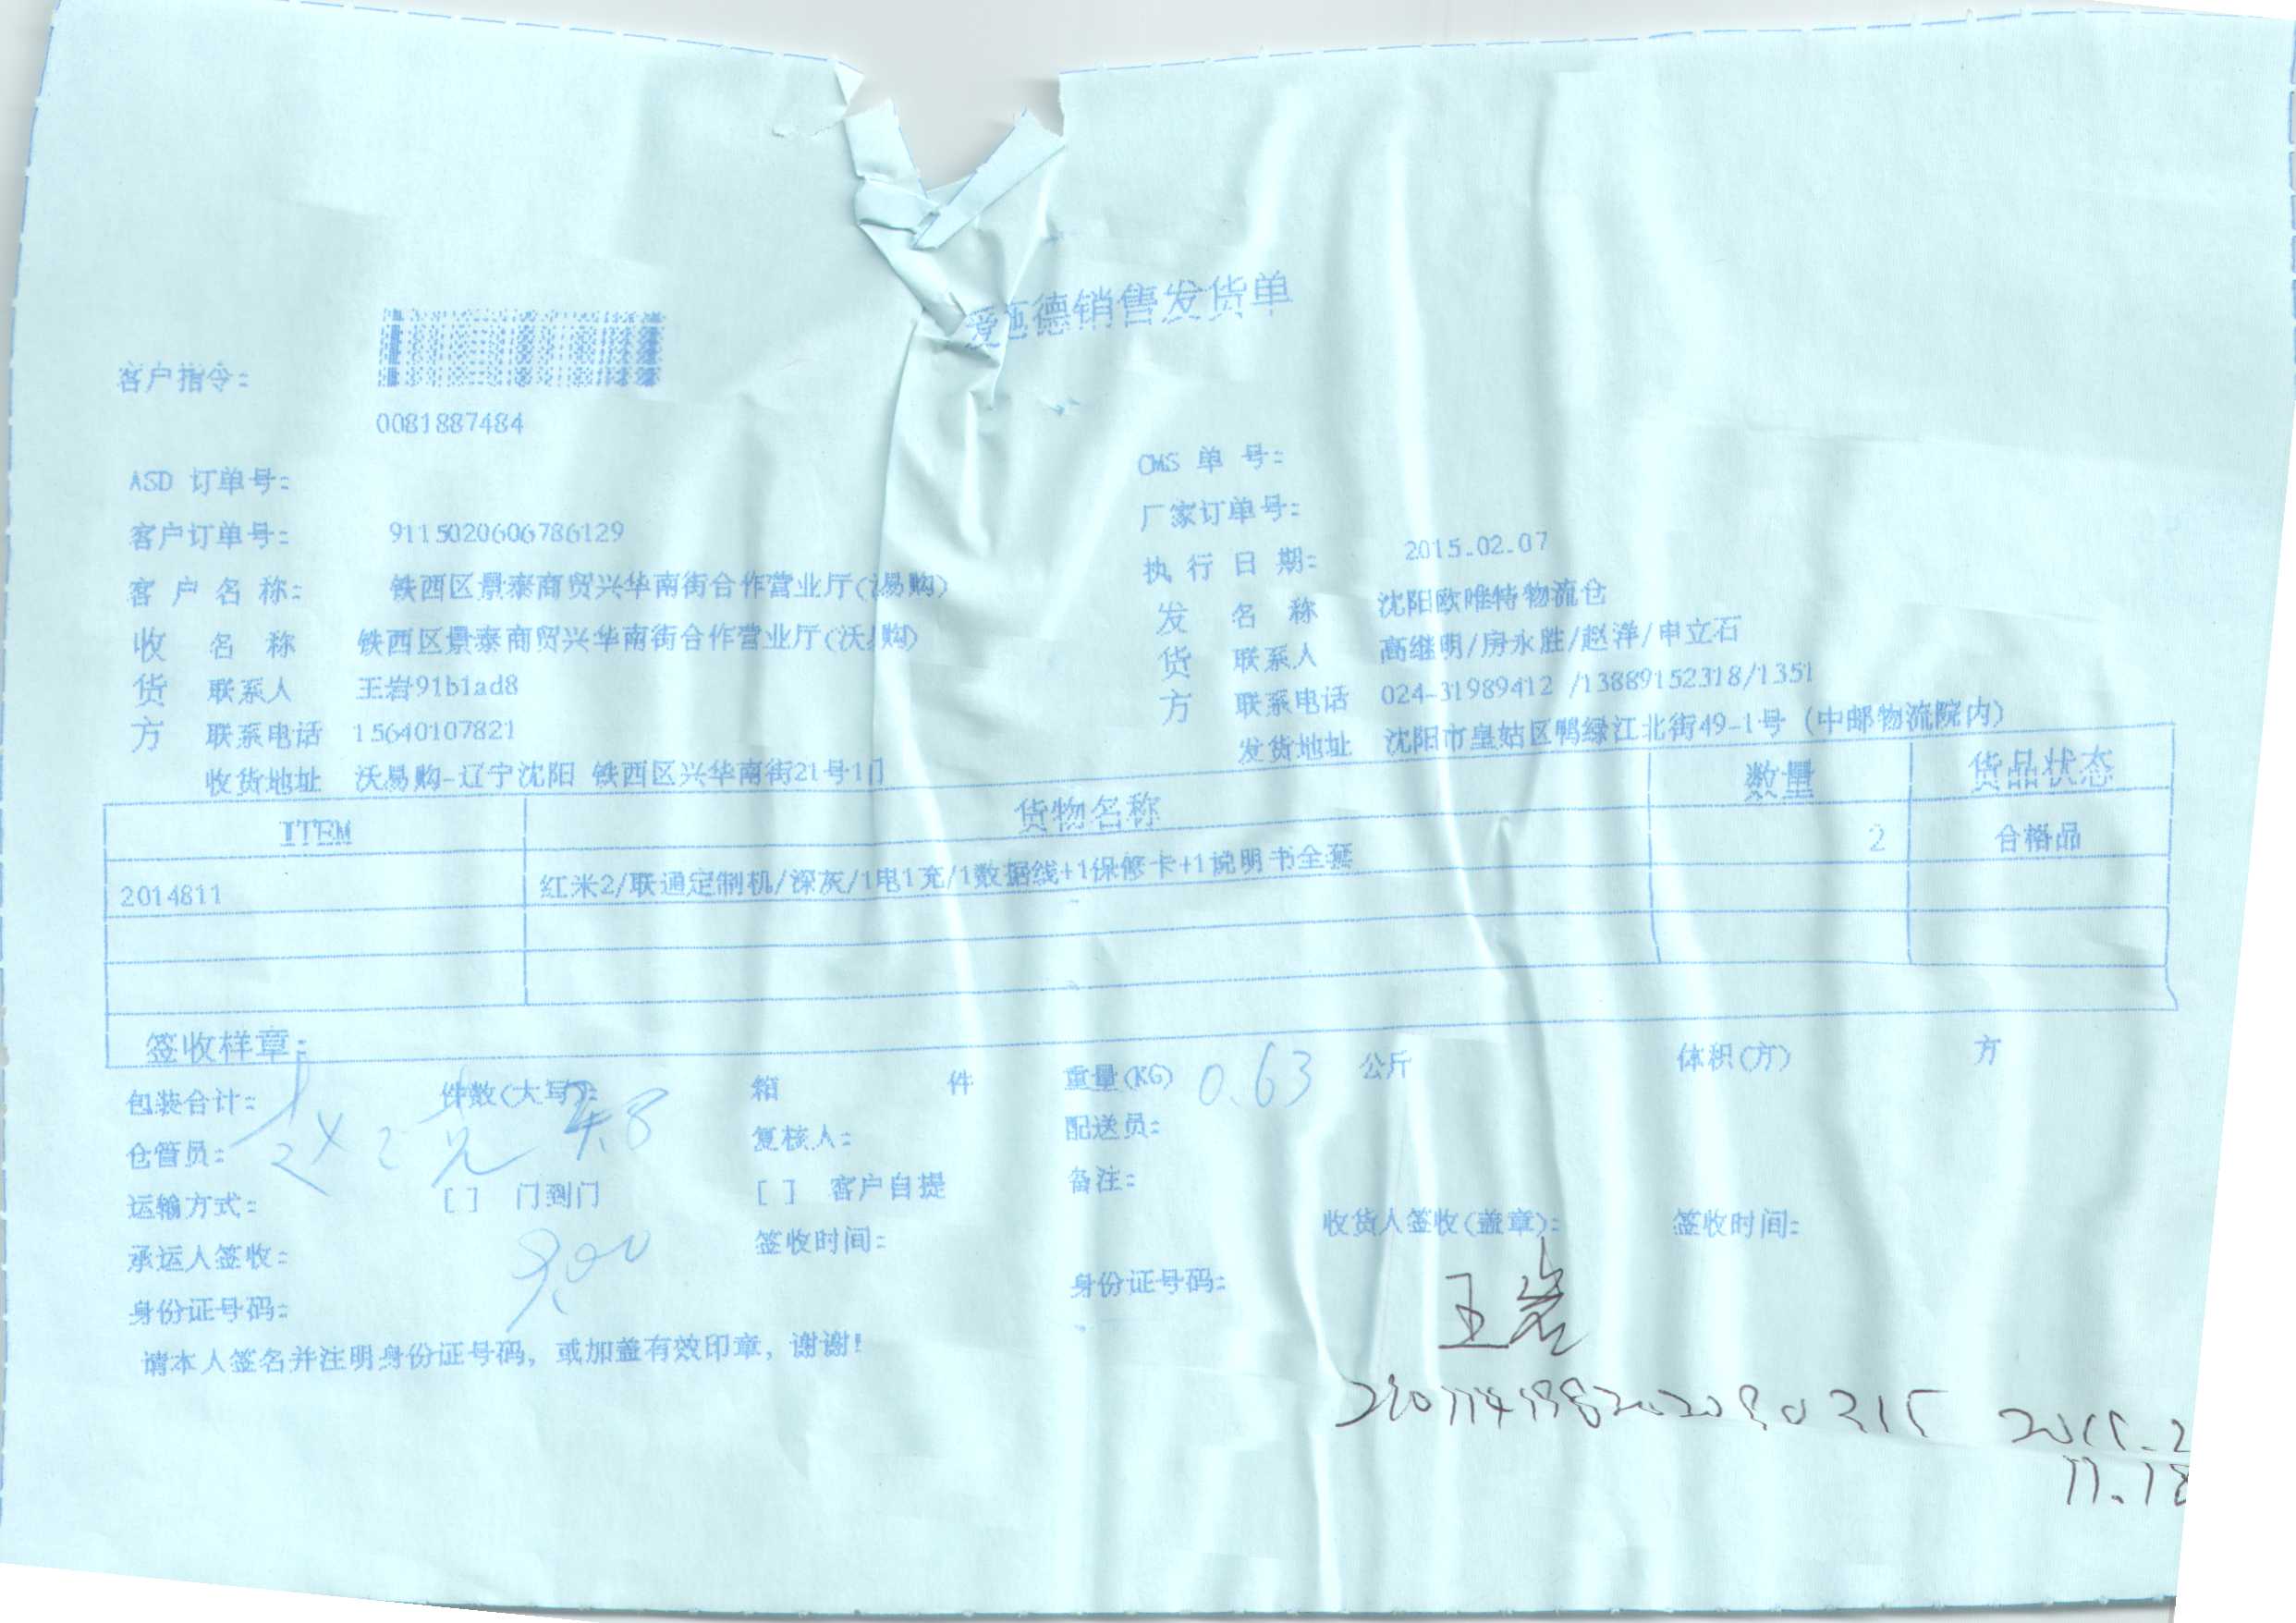 爱施德销售发货单
客户指令:
0081887484
ASD 订单号:
CMS 单 号:
客户订单号: 9115020606786129
厂家订单号:
客 户 名 称: 铁西区景泰商贸兴华南街合作营业厅(沃易购)
执 行 日 期: 2015.02.07
收 名 称 铁西区景泰商贸兴华南街合作营业厅(沃易购)
发 名 称 沈阳欧唯特物流仓
货 联系人 王岩91b1ad8
货 联系人 高继明/房永胜/赵洋/申立石
方 联系电话 15640107821
方 联系电话 024-31989412 /13889152318/1351
收货地址 沃易购-辽宁沈阳 铁西区兴华南街21号1门
发货地址 沈阳市皇姑区鸭绿江北街49-1号 (中邮物流院内)
ITEM 货物名称 数量 货品状态
2014811 红米2/联通定制机/深灰/1电1充/1数据线+1保修卡+1说明书全套 2 合格品
签收样章:
包装合计: 件数(大写): 箱 件 重量(KG) 0.63 公斤 体积(方) 方
仓管员: 复核人: 配送员:
运输方式: [ ] 门到门 [ ] 客户自提 备注:
承运人签收: 签收时间: 收货人签收(盖章): 签收时间:
身份证号码: 身份证号码:
王岩
请本人签名并注明身份证号码, 或加盖有效印章, 谢谢!